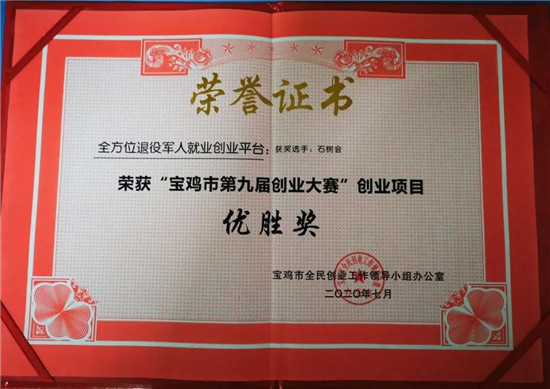 荣誉证书
全方位退役军人就业创业平台：获奖选手：石树会
荣获“宝鸡市第九届创业大赛”创业项目
优胜奖
宝鸡市全民创业工作领导小组办公室
二〇二〇年七月